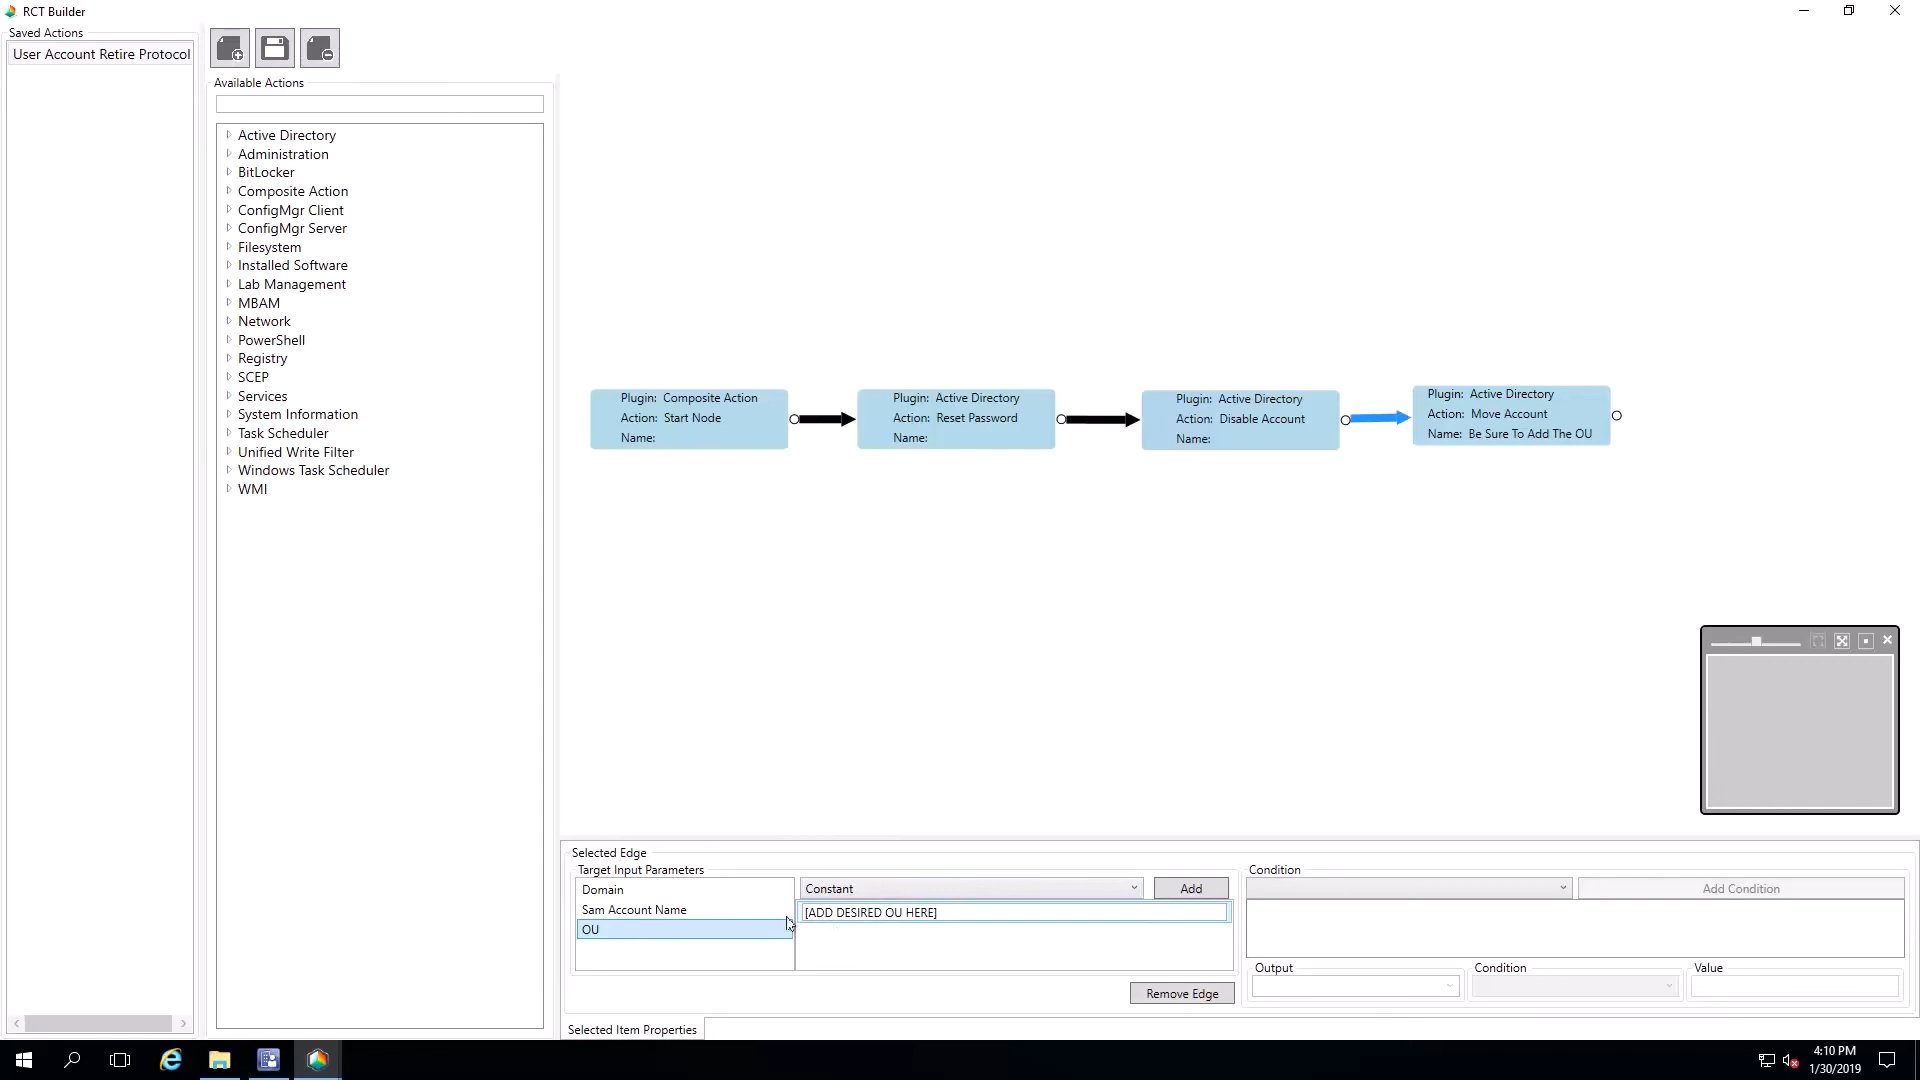 RCT Builder
Saved Actions
User Account Retire Protocol
Available Actions
Active Directory
Administration
BitLocker
Composite Action
ConfigMgr Client
ConfigMgr Server
Filesystem
Installed Software
Lab Management
MBAM
Network
PowerShell
Registry
SCEP
Services
System Information
Task Scheduler
Unified Write Filter
Windows Task Scheduler
WMI
Plugin: Composite Action
Action: Start Node
Name:
Plugin: Active Directory
Action: Reset Password
Name:
Plugin: Active Directory
Action: Disable Account
Name:
Plugin: Active Directory
Action: Move Account
Name: Be Sure To Add The OU
Selected Edge
Target Input Parameters
Domain
Sam Account Name
OU
Constant
Add
[ADD DESIRED OU HERE]
Remove Edge
Condition
Add Condition
Output
Condition
Value
Selected Item Properties
4:10 PM
1/30/2019